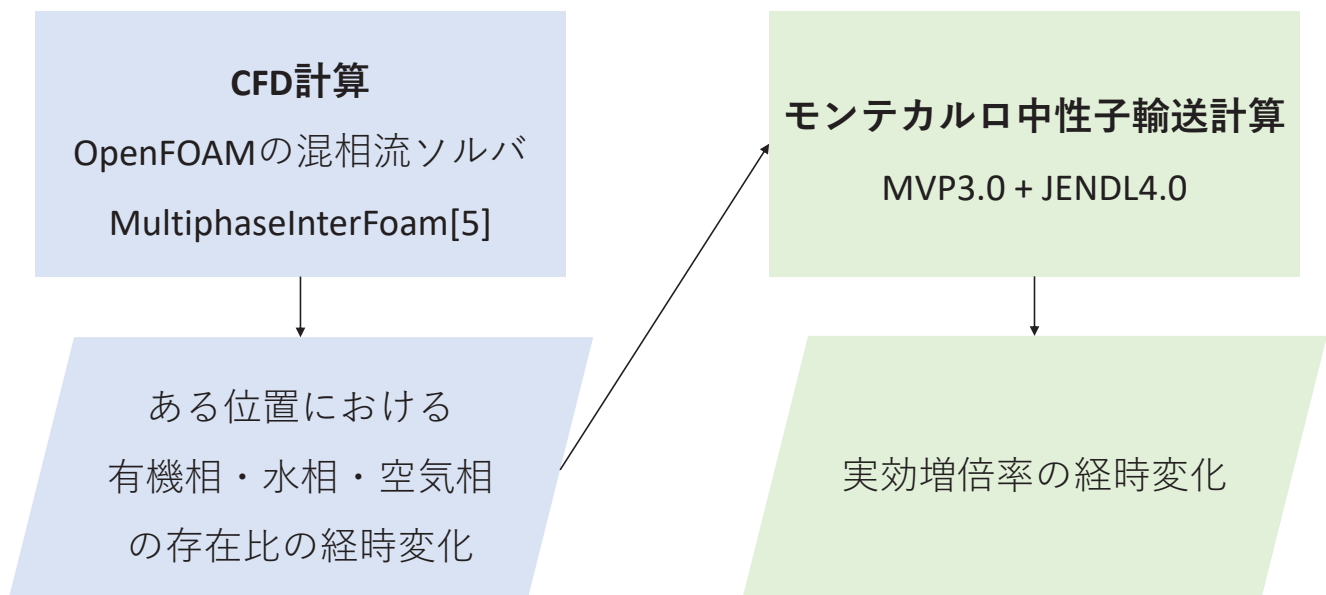 CFD計算
OpenFOAMの混相流ソルバ
MultiphaseInterFoam[5]
ある位置における
有機相・水相・空気相
の存在比の経時変化
モンテカルロ中性子輸送計算
MVP3.0 + JENDL4.0
実効増倍率の経時変化